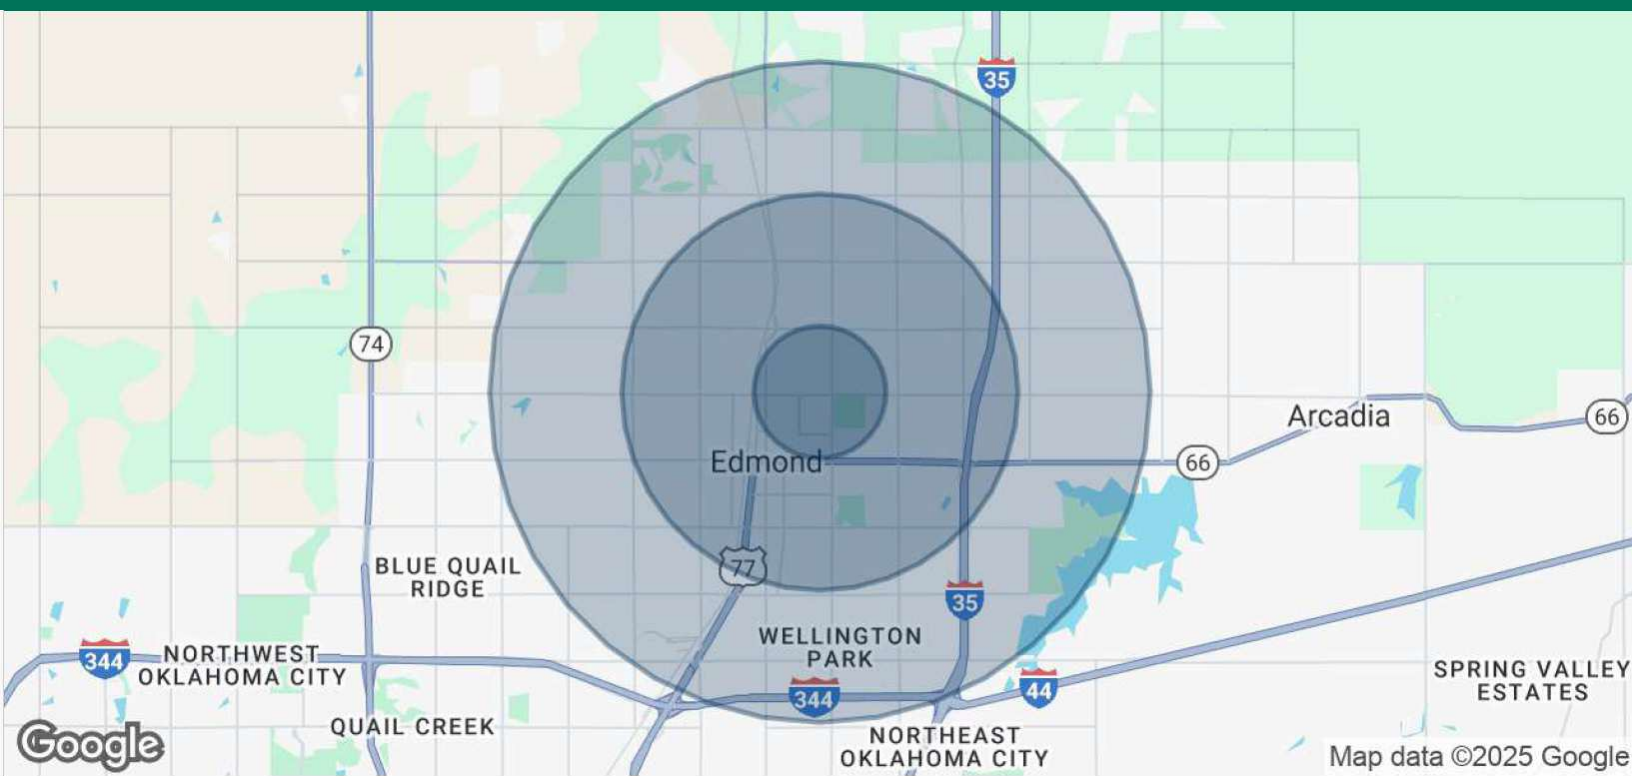 35
74
Arcadia
66
Edmond
66
BLUE QUAIL
RIDGE
77
35
WELLINGTON
PARK
344
NORTHWEST
OKLAHOMA CITY
SPRING VALLEY
ESTATES
44
344
QUAIL CREEK
NORTHEAST
OKLAHOMA CITY
Google
Map data ©2025 Google